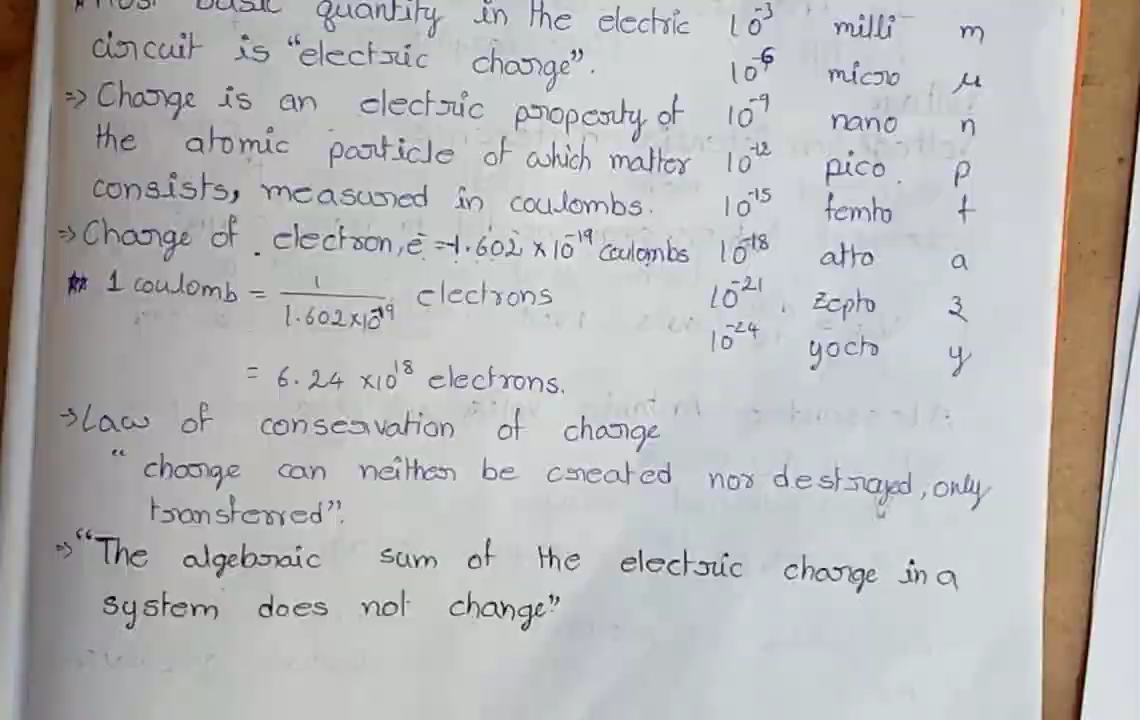 Most basic quantity in the electric
circuit is "electric charge".
=> Charge is an electric property of
the atomic particle of which matter
consists, measured in coulombs.
=> Charge of electron, e⁻ = -1.602 × 10⁻¹⁹ coulombs
** 1 coulomb = 1 / 1.602×10⁻¹⁹ electrons
= 6.24 ×10¹⁸ electrons.
=> Law of conservation of charge
" charge can neither be created nor destroyed, only
transferred".
=> "The algebraic sum of the electric charge in a
system does not change"
10⁻³ milli m
10⁻⁶ micro μ
10⁻⁹ nano n
10⁻¹² pico. p
10⁻¹⁵ femto f
10⁻¹⁸ atto a
10⁻²¹ zepto z
10⁻²⁴ yocto y